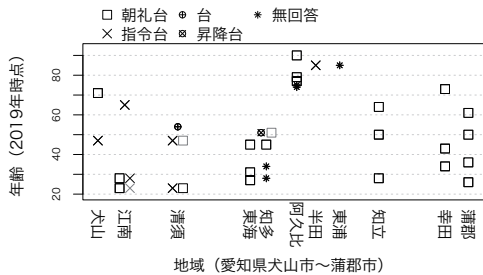 朝礼台 台 無回答
指令台 昇降台
年齢（2019年時点）
80
60
40
20
犬山 江南 清須 東海 知多 阿久比 半田 東浦 知立 幸田 蒲郡
地域（愛知県犬山市～蒲郡市）